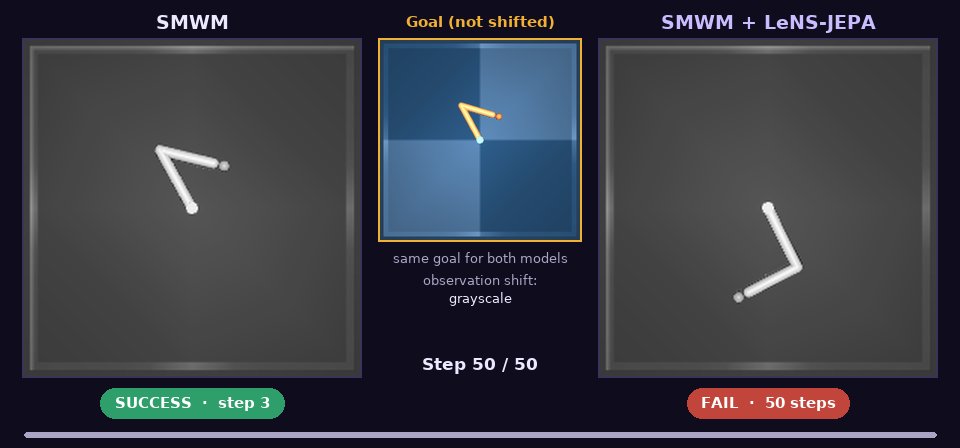 SMWM
Goal (not shifted)
SMWM + LeNS-JEPA
same goal for both models
observation shift:
grayscale
Step 50 / 50
SUCCESS · step 3
FAIL · 50 steps